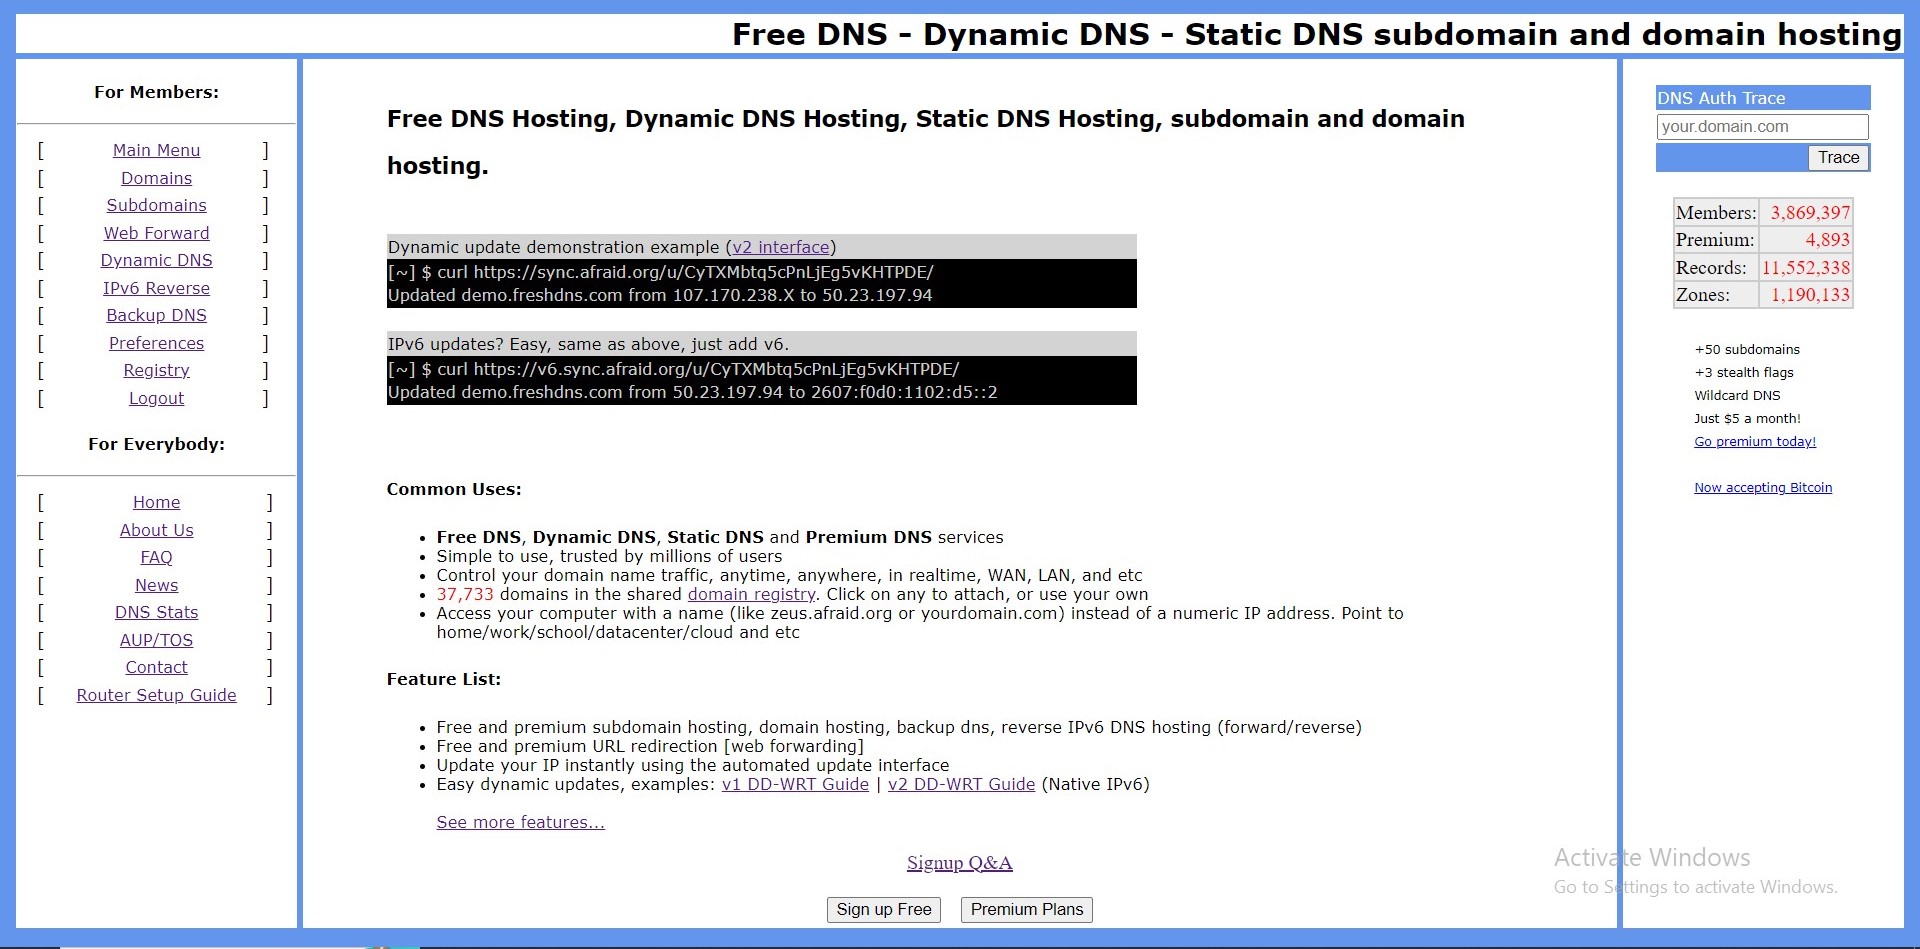 Free DNS - Dynamic DNS - Static DNS subdomain and domain hosting
For Members:
[ Main Menu ]
[ Domains ]
[ Subdomains ]
[ Web Forward ]
[ Dynamic DNS ]
[ IPv6 Reverse ]
[ Backup DNS ]
[ Preferences ]
[ Registry ]
[ Logout ]
For Everybody:
[ Home ]
[ About Us ]
[ FAQ ]
[ News ]
[ DNS Stats ]
[ AUP/TOS ]
[ Contact ]
[ Router Setup Guide ]
Free DNS Hosting, Dynamic DNS Hosting, Static DNS Hosting, subdomain and domain
hosting.
Dynamic update demonstration example (v2 interface)
[~] $ curl https://sync.afraid.org/u/CyTXMbtq5cPnLjEg5vKHTPDE/
Updated demo.freshdns.com from 107.170.238.X to 50.23.197.94
IPv6 updates? Easy, same as above, just add v6.
[~] $ curl https://v6.sync.afraid.org/u/CyTXMbtq5cPnLjEg5vKHTPDE/
Updated demo.freshdns.com from 50.23.197.94 to 2607:f0d0:1102:d5::2
Common Uses:
• Free DNS, Dynamic DNS, Static DNS and Premium DNS services
• Simple to use, trusted by millions of users
• Control your domain name traffic, anytime, anywhere, in realtime, WAN, LAN, and etc
• 37,733 domains in the shared domain registry. Click on any to attach, or use your own
• Access your computer with a name (like zeus.afraid.org or yourdomain.com) instead of a numeric IP address. Point to
home/work/school/datacenter/cloud and etc
Feature List:
• Free and premium subdomain hosting, domain hosting, backup dns, reverse IPv6 DNS hosting (forward/reverse)
• Free and premium URL redirection [web forwarding]
• Update your IP instantly using the automated update interface
• Easy dynamic updates, examples: v1 DD-WRT Guide | v2 DD-WRT Guide (Native IPv6)
See more features...
Signup Q&A
Sign up Free Premium Plans
DNS Auth Trace
your.domain.com
Trace
Members: 3,869,397
Premium: 4,893
Records: 11,552,338
Zones: 1,190,133
+50 subdomains
+3 stealth flags
Wildcard DNS
Just $5 a month!
Go premium today!
Now accepting Bitcoin
Activate Windows
Go to Settings to activate Windows.